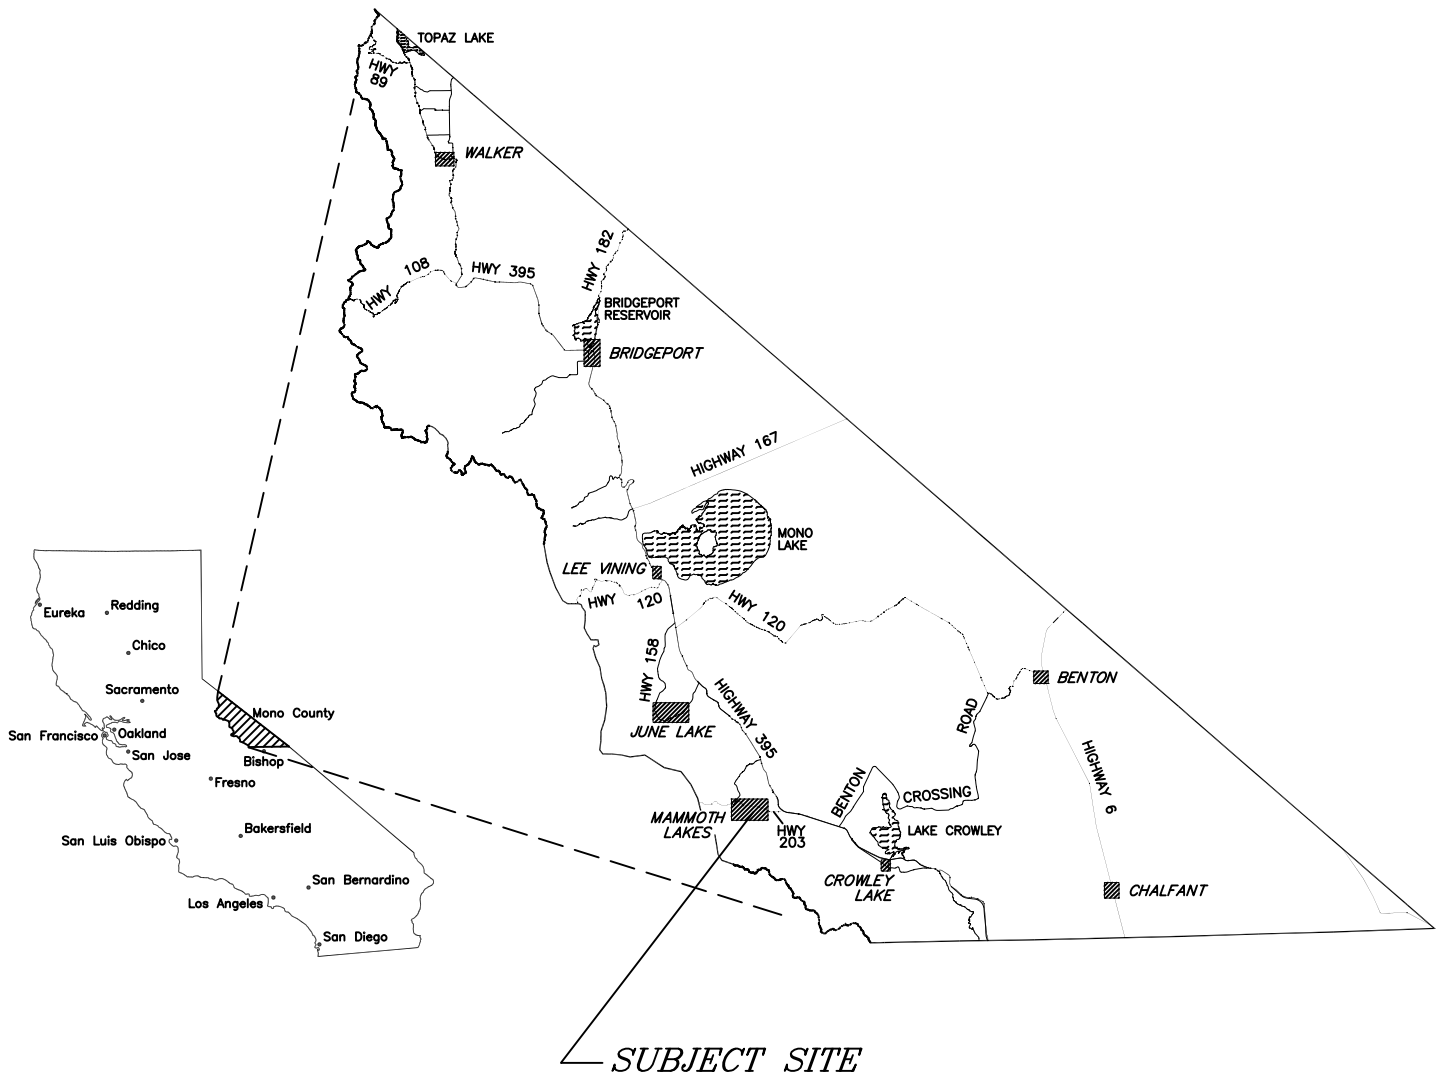 TOPAZ LAKE
HWY
89
WALKER
HWY 182
HWY 108
HWY 395
BRIDGEPORT
RESERVOIR
BRIDGEPORT
HIGHWAY 167
MONO
LAKE
LEE VINING
HWY 120
HWY 120
HWY 158
JUNE LAKE
HIGHWAY 395
BENTON
BENTON
CROSSING
ROAD
HIGHWAY 6
MAMMOTH
LAKES
HWY
203
LAKE CROWLEY
CROWLEY
LAKE
CHALFANT
Eureka
Redding
Chico
Sacramento
Mono County
San Francisco
Oakland
San Jose
Bishop
Fresno
Bakersfield
San Luis Obispo
San Bernardino
Los Angeles
San Diego
SUBJECT SITE